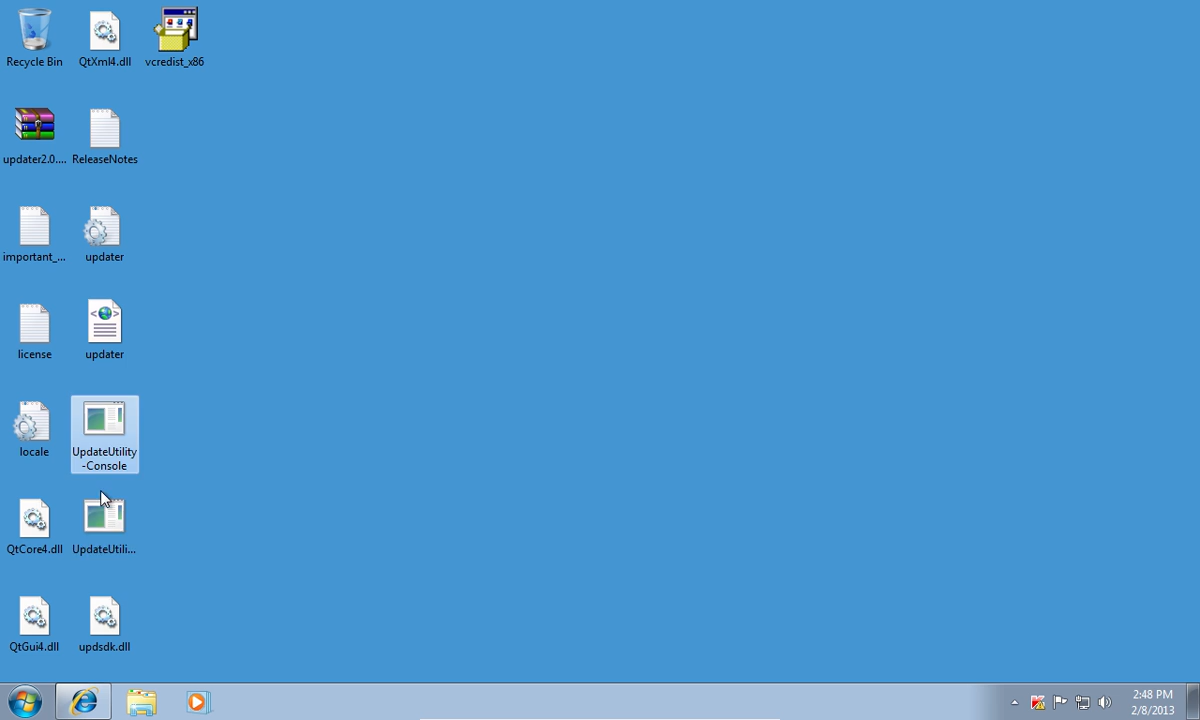 Recycle Bin
QtXml4.dll
vcredist_x86
updater2.0....
ReleaseNotes
important_...
updater
license
updater
locale
UpdateUtility
-Console
QtCore4.dll
UpdateUtili...
QtGui4.dll
updsdk.dll
2:48 PM
2/8/2013